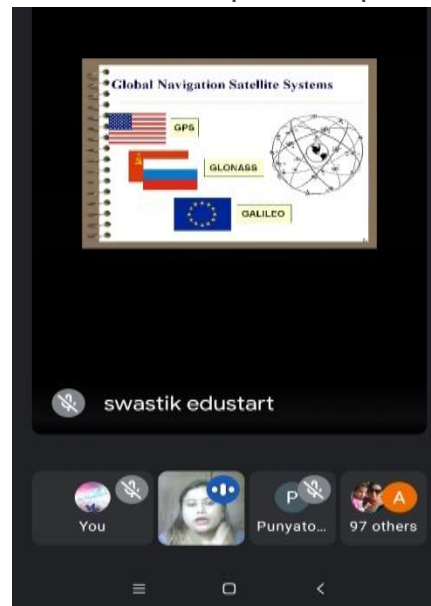 Global Navigation Satellite Systems
GPS
GLONASS
GALILEO
swastik edustart
You
P
Punyato...
A
97 others